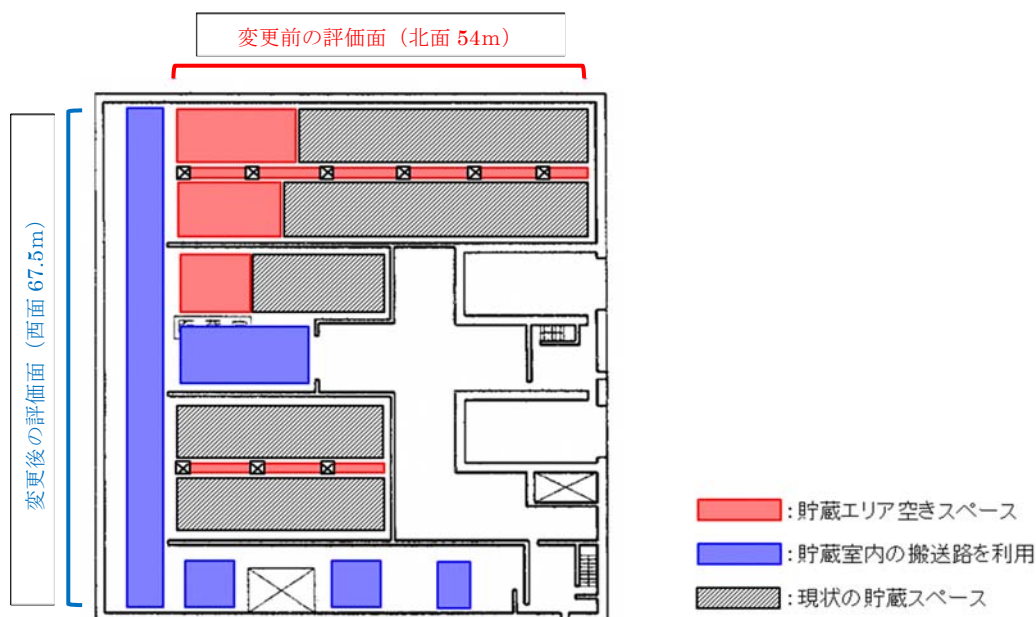 変更前の評価面（北面 54m）
変更後の評価面（西面 67.5m）
：貯蔵エリア空きスペース
：貯蔵室内の搬送路を利用
：現状の貯蔵スペース